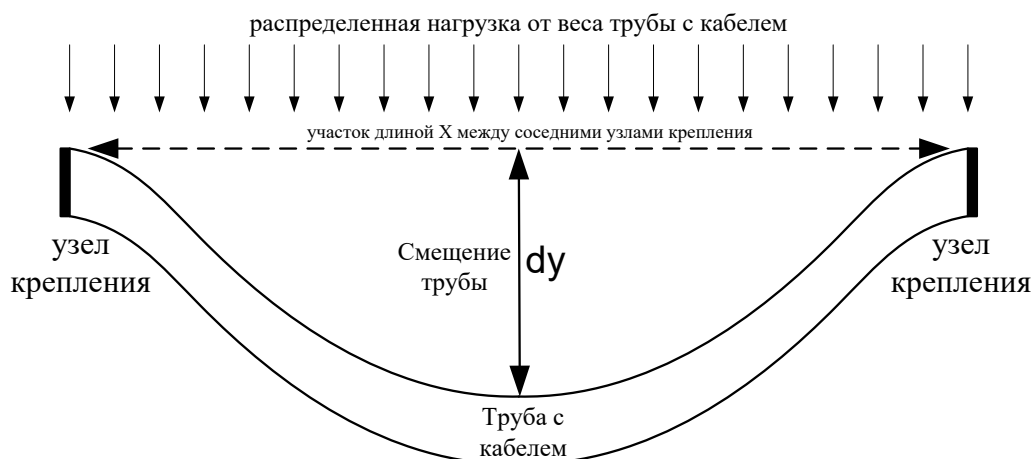 распределенная нагрузка от веса трубы с кабелем
участок длиной X между соседними узлами крепления
узел
крепления
Смещение
трубы
dy
узел
крепления
Труба с
кабелем